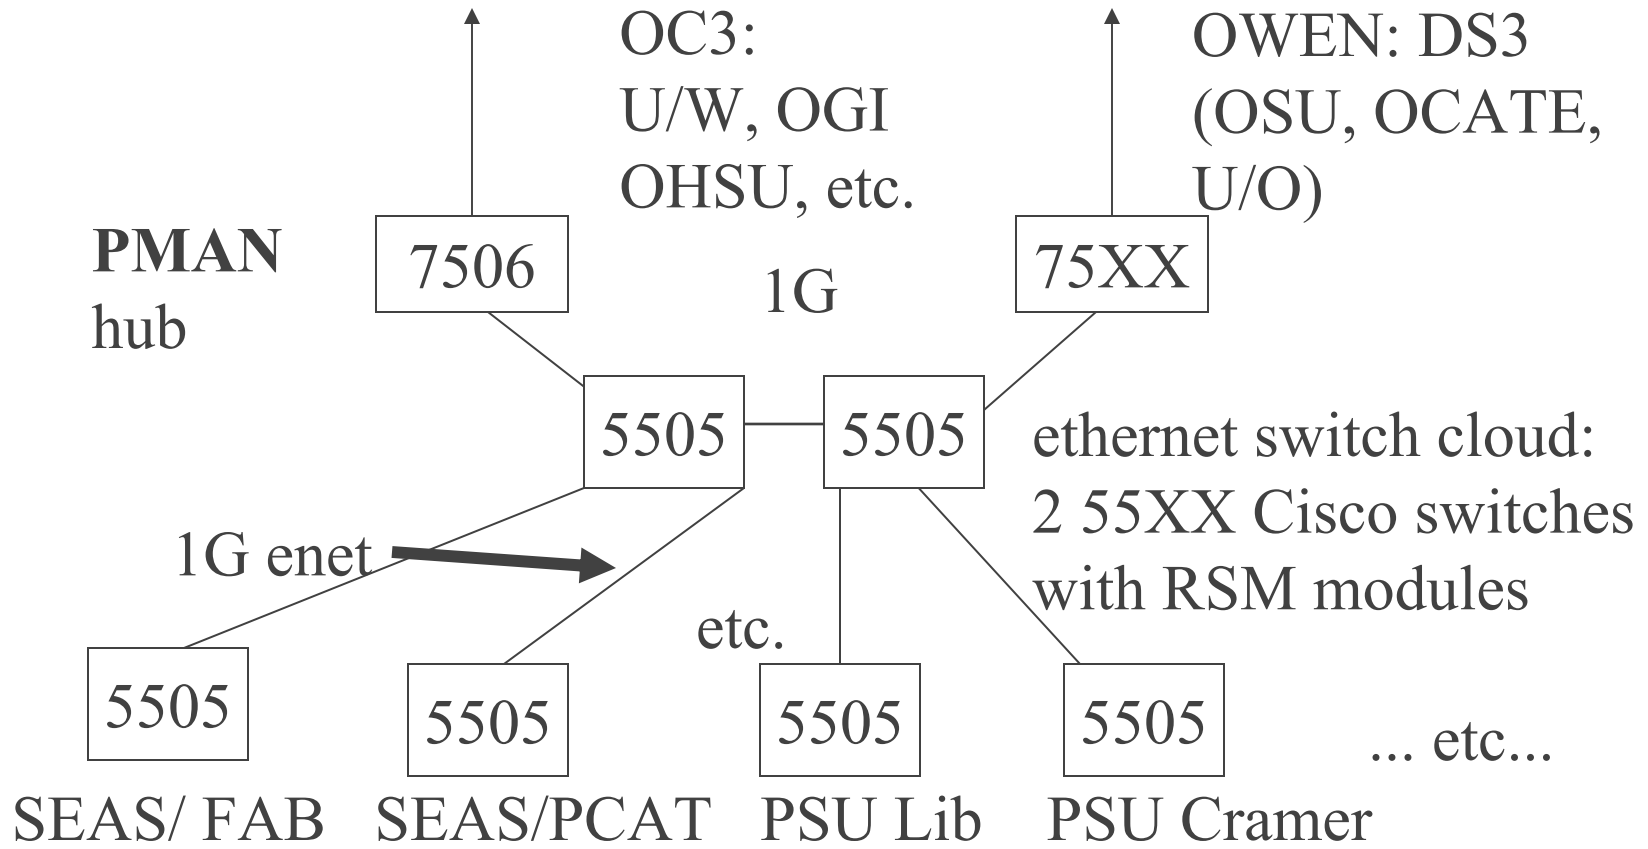 OC3:
U/W, OGI
OHSU, etc.
OWEN: DS3
(OSU, OCATE,
U/O)
PMAN
hub
7506
1G
75XX
5505
5505
ethernet switch cloud:
2 55XX Cisco switches
with RSM modules
1G enet
etc.
5505
5505
5505
5505
... etc...
SEAS/ FAB
SEAS/PCAT
PSU Lib
PSU Cramer